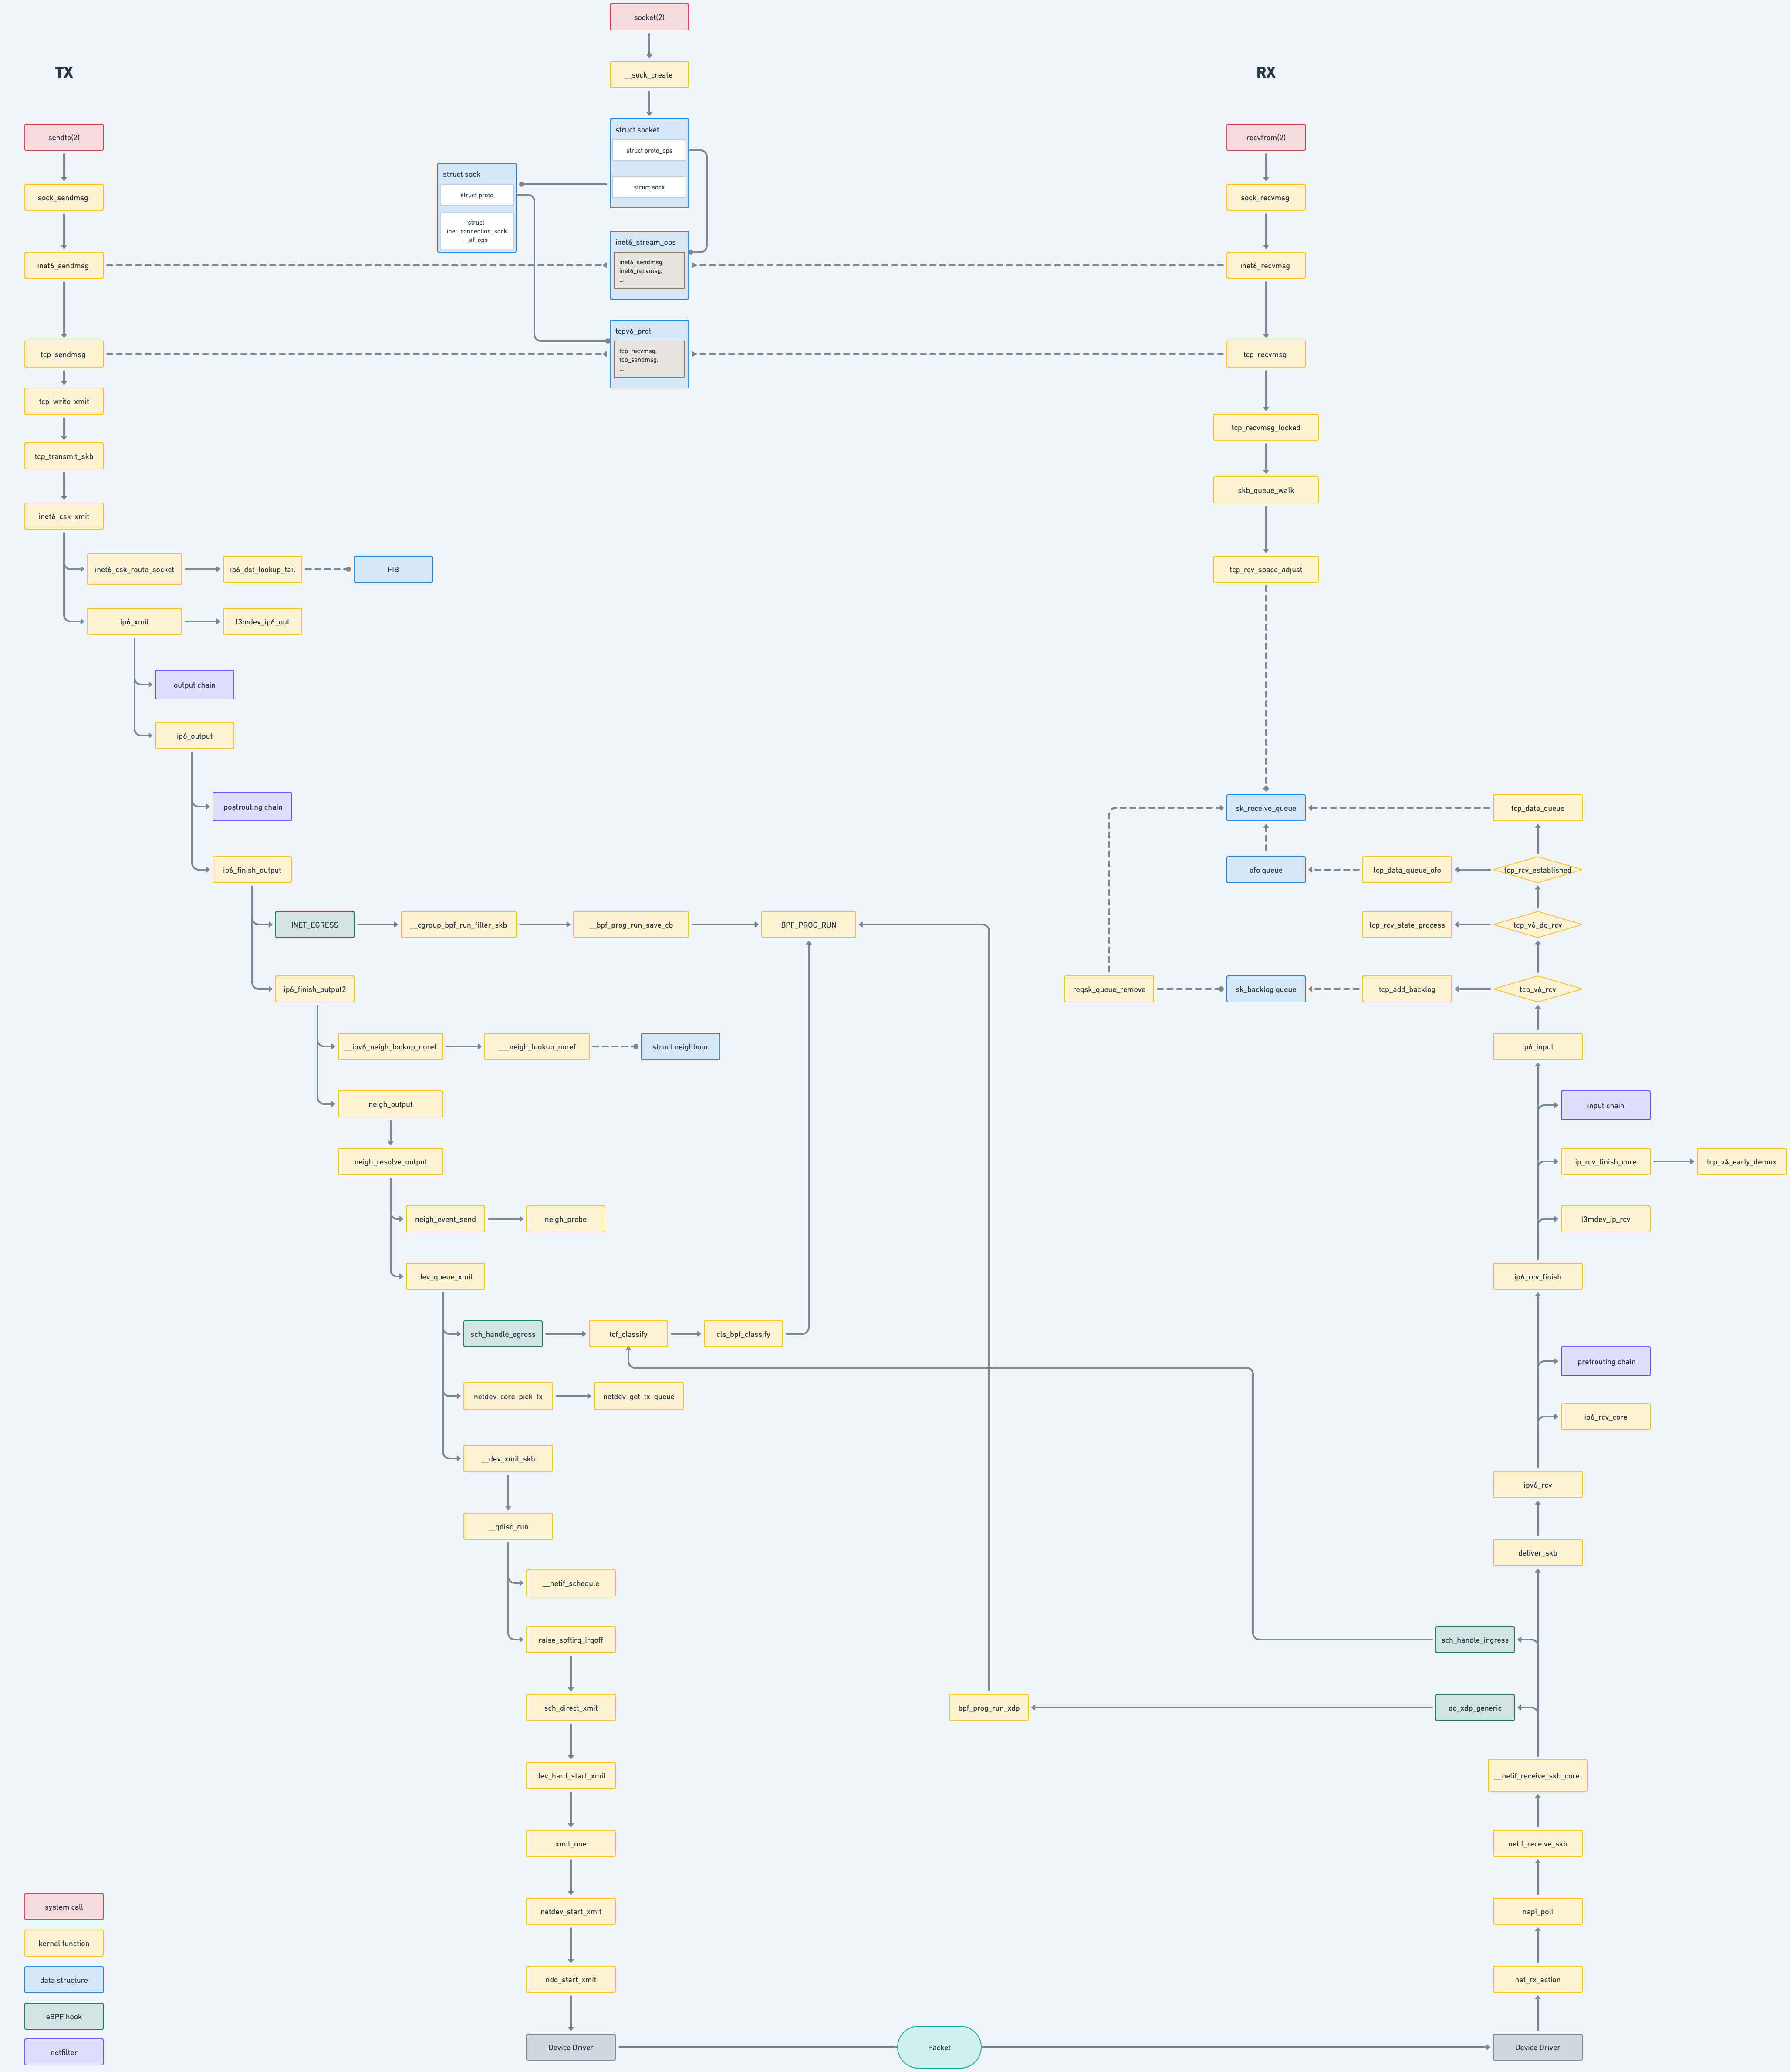 socket(2)
__sock_create
TX
RX
struct socket
struct proto_ops
struct sock
sendto(2)
recvfrom(2)
struct sock
struct proto
struct
inet_connection_sock
_af_ops
sock_sendmsg
sock_recvmsg
inet6_stream_ops
inet6_sendmsg,
inet6_recvmsg,
...
inet6_sendmsg
inet6_recvmsg
tcpv6_prot
tcp_recvmsg,
tcp_sendmsg,
...
tcp_sendmsg
tcp_recvmsg
tcp_write_xmit
tcp_recvmsg_locked
tcp_transmit_skb
skb_queue_walk
inet6_csk_xmit
inet6_csk_route_socket
ip6_dst_lookup_tail
FIB
tcp_rcv_space_adjust
ip6_xmit
l3mdev_ip6_out
output chain
ip6_output
postrouting chain
sk_receive_queue
tcp_data_queue
ip6_finish_output
ofo queue
tcp_data_queue_ofo
tcp_rcv_established
INET_EGRESS
__cgroup_bpf_run_filter_skb
__bpf_prog_run_save_cb
BPF_PROG_RUN
tcp_rcv_state_process
tcp_v6_do_rcv
ip6_finish_output2
reqsk_queue_remove
sk_backlog queue
tcp_add_backlog
tcp_v6_rcv
__ipv6_neigh_lookup_noref
___neigh_lookup_noref
struct neighbour
ip6_input
neigh_output
input chain
neigh_resolve_output
ip_rcv_finish_core
tcp_v4_early_demux
neigh_event_send
neigh_probe
l3mdev_ip_rcv
dev_queue_xmit
ip6_rcv_finish
sch_handle_egress
tcf_classify
cls_bpf_classify
pretrouting chain
netdev_core_pick_tx
netdev_get_tx_queue
ip6_rcv_core
__dev_xmit_skb
ipv6_rcv
__qdisc_run
deliver_skb
__netif_schedule
raise_softirq_irqoff
sch_handle_ingress
sch_direct_xmit
bpf_prog_run_xdp
do_xdp_generic
dev_hard_start_xmit
__netif_receive_skb_core
xmit_one
netif_receive_skb
system call
netdev_start_xmit
napi_poll
kernel function
data structure
ndo_start_xmit
net_rx_action
eBPF hook
netfilter
Device Driver
Packet
Device Driver